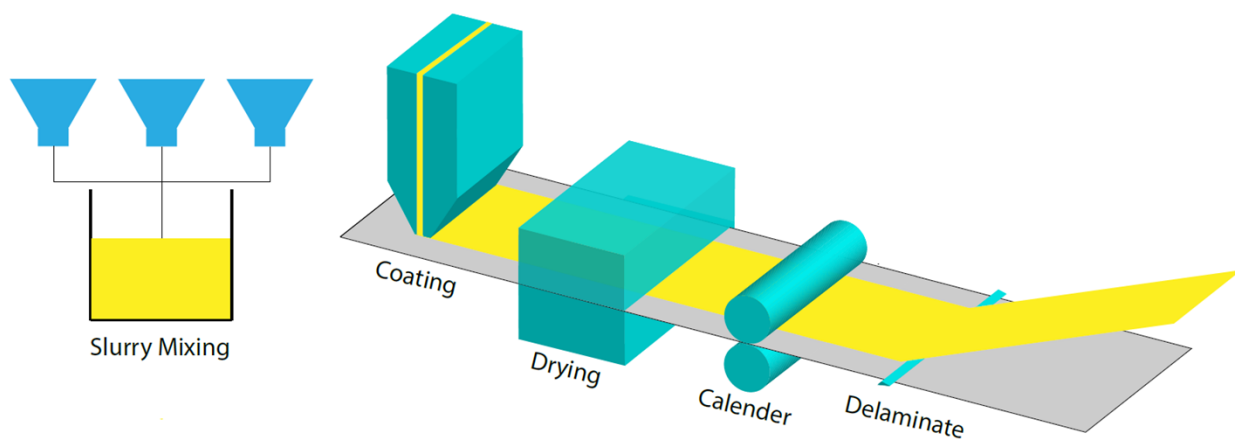 Slurry Mixing
Coating
Drying
Calender
Delaminate